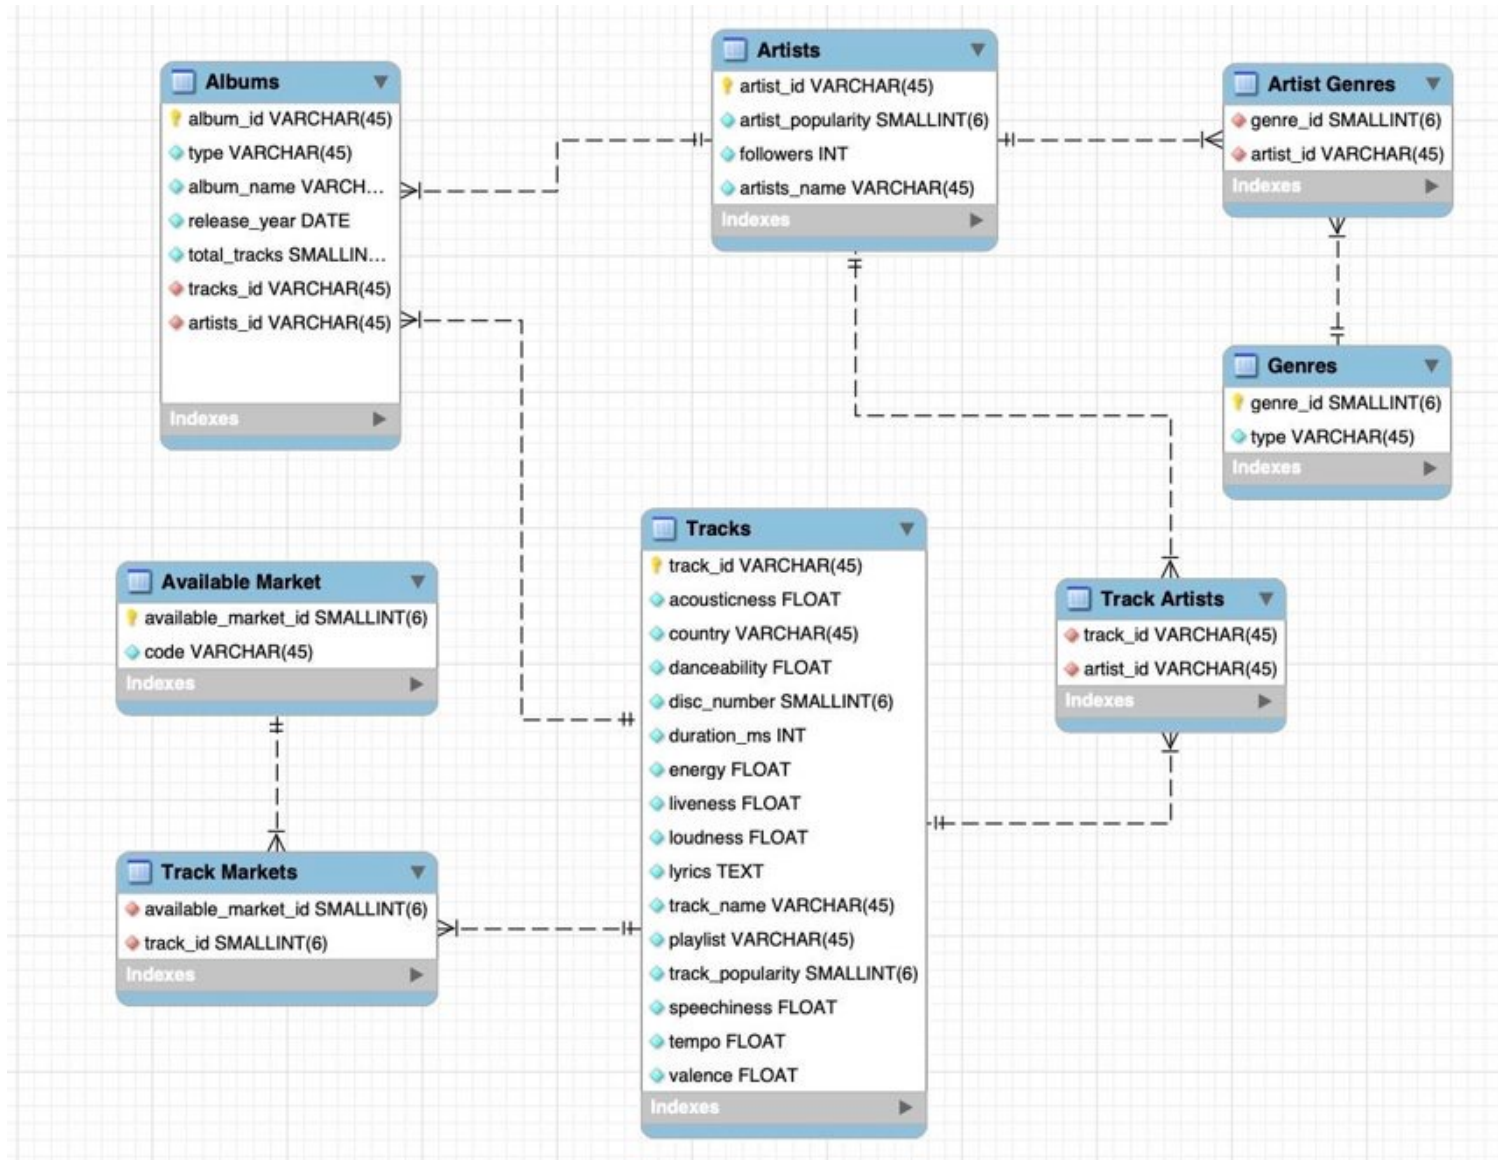 Albums
album_id VARCHAR(45)
type VARCHAR(45)
album_name VARCH...
release_year DATE
total_tracks SMALLIN...
tracks_id VARCHAR(45)
artists_id VARCHAR(45)
Indexes
Artists
artist_id VARCHAR(45)
artist_popularity SMALLINT(6)
followers INT
artists_name VARCHAR(45)
Indexes
Artist Genres
genre_id SMALLINT(6)
artist_id VARCHAR(45)
Indexes
Genres
genre_id SMALLINT(6)
type VARCHAR(45)
Indexes
Available Market
available_market_id SMALLINT(6)
code VARCHAR(45)
Indexes
Track Markets
available_market_id SMALLINT(6)
track_id SMALLINT(6)
Indexes
Tracks
track_id VARCHAR(45)
acousticness FLOAT
country VARCHAR(45)
danceability FLOAT
disc_number SMALLINT(6)
duration_ms INT
energy FLOAT
liveness FLOAT
loudness FLOAT
lyrics TEXT
track_name VARCHAR(45)
playlist VARCHAR(45)
track_popularity SMALLINT(6)
speechiness FLOAT
tempo FLOAT
valence FLOAT
Indexes
Track Artists
track_id VARCHAR(45)
artist_id VARCHAR(45)
Indexes